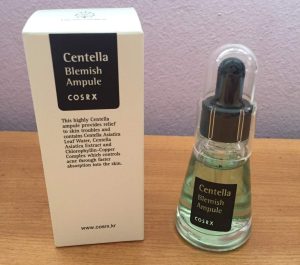 Centella
Blemish
Ampule
COSRX
This highly Centella
ampule provides relief
to skin troubles and
contains Centella Asiatica
Leaf Water, Centella
Asiatica Extract and
Chlorophyllin-Copper
Complex which controls
acne through faster
absorption into the skin.
www.cosrx.kr
Centella
Blemish
Ampule
COSRX